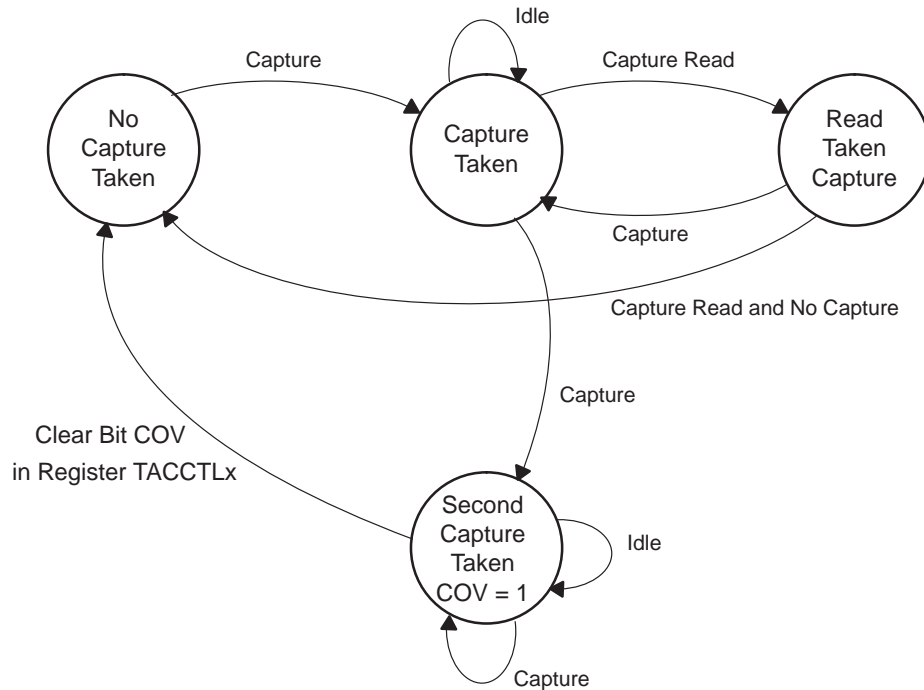 Idle
Capture
Capture Read
No
Capture
Taken
Capture
Taken
Read
Taken
Capture
Capture
Capture Read and No Capture
Capture
Clear Bit COV
in Register TACCTLx
Second
Capture
Taken
COV = 1
Idle
Capture